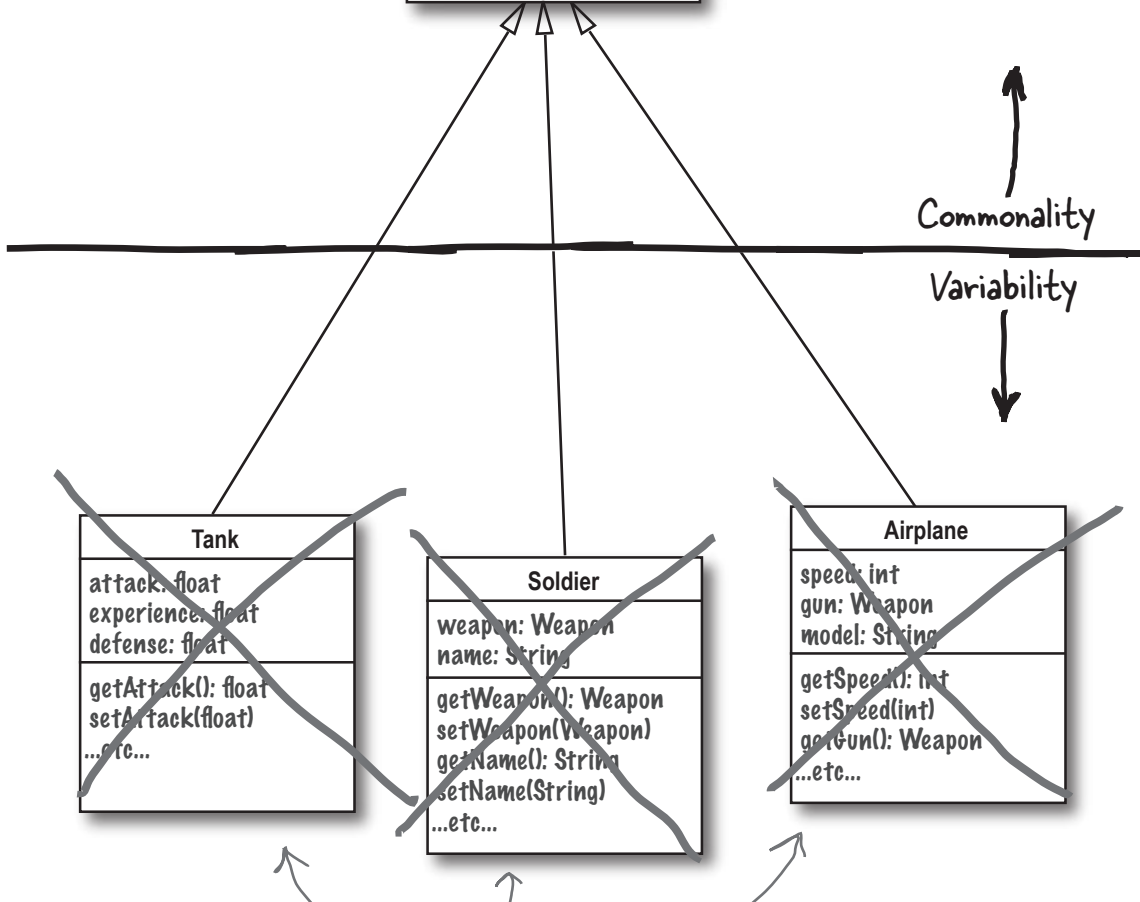 Commonality
Variability
Tank
attack: float
experience: float
defense: float
getAttack(): float
setAttack(float)
...etc...
Soldier
weapon: Weapon
name: String
getWeapon(): Weapon
setWeapon(Weapon)
getName(): String
setName(String)
...etc...
Airplane
speed: int
gun: Weapon
model: String
getSpeed(): int
setSpeed(int)
getGun(): Weapon
...etc...